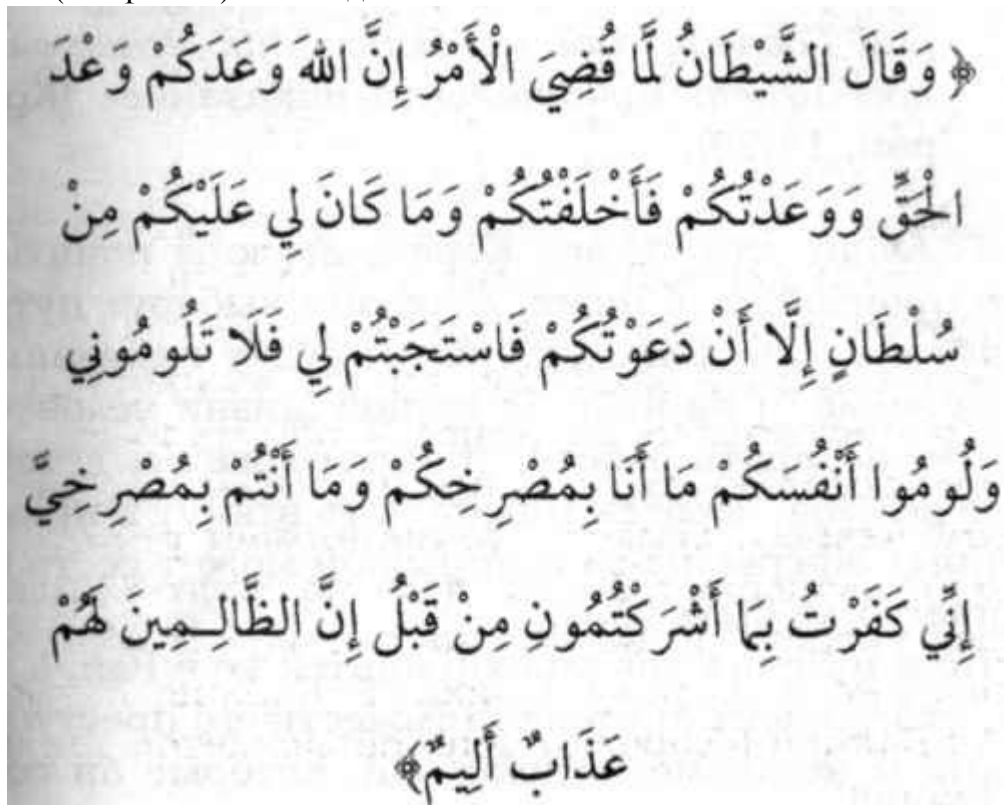 ﴿وَقَالَ الشَّيْطَانُ لَمَّا قُضِيَ الْأَمْرُ إِنَّ اللهَ وَعَدَكُمْ وَعْدَ
الْحَقِّ وَوَعَدْتُكُمْ فَأَخْلَفْتُكُمْ وَمَا كَانَ لِي عَلَيْكُمْ مِنْ
سُلْطَانٍ إِلَّا أَنْ دَعَوْتُكُمْ فَاسْتَجَبْتُمْ لِي فَلَا تَلُومُونِي
وَلُومُوا أَنْفُسَكُمْ مَا أَنَا بِمُصْرِخِكُمْ وَمَا أَنْتُمْ بِمُصْرِخِيَّ
إِنِّي كَفَرْتُ بِمَا أَشْرَكْتُمُونِ مِنْ قَبْلُ إِنَّ الظَّالِـمِينَ لَهُمْ
عَذَابٌ أَلِيمٌ﴾